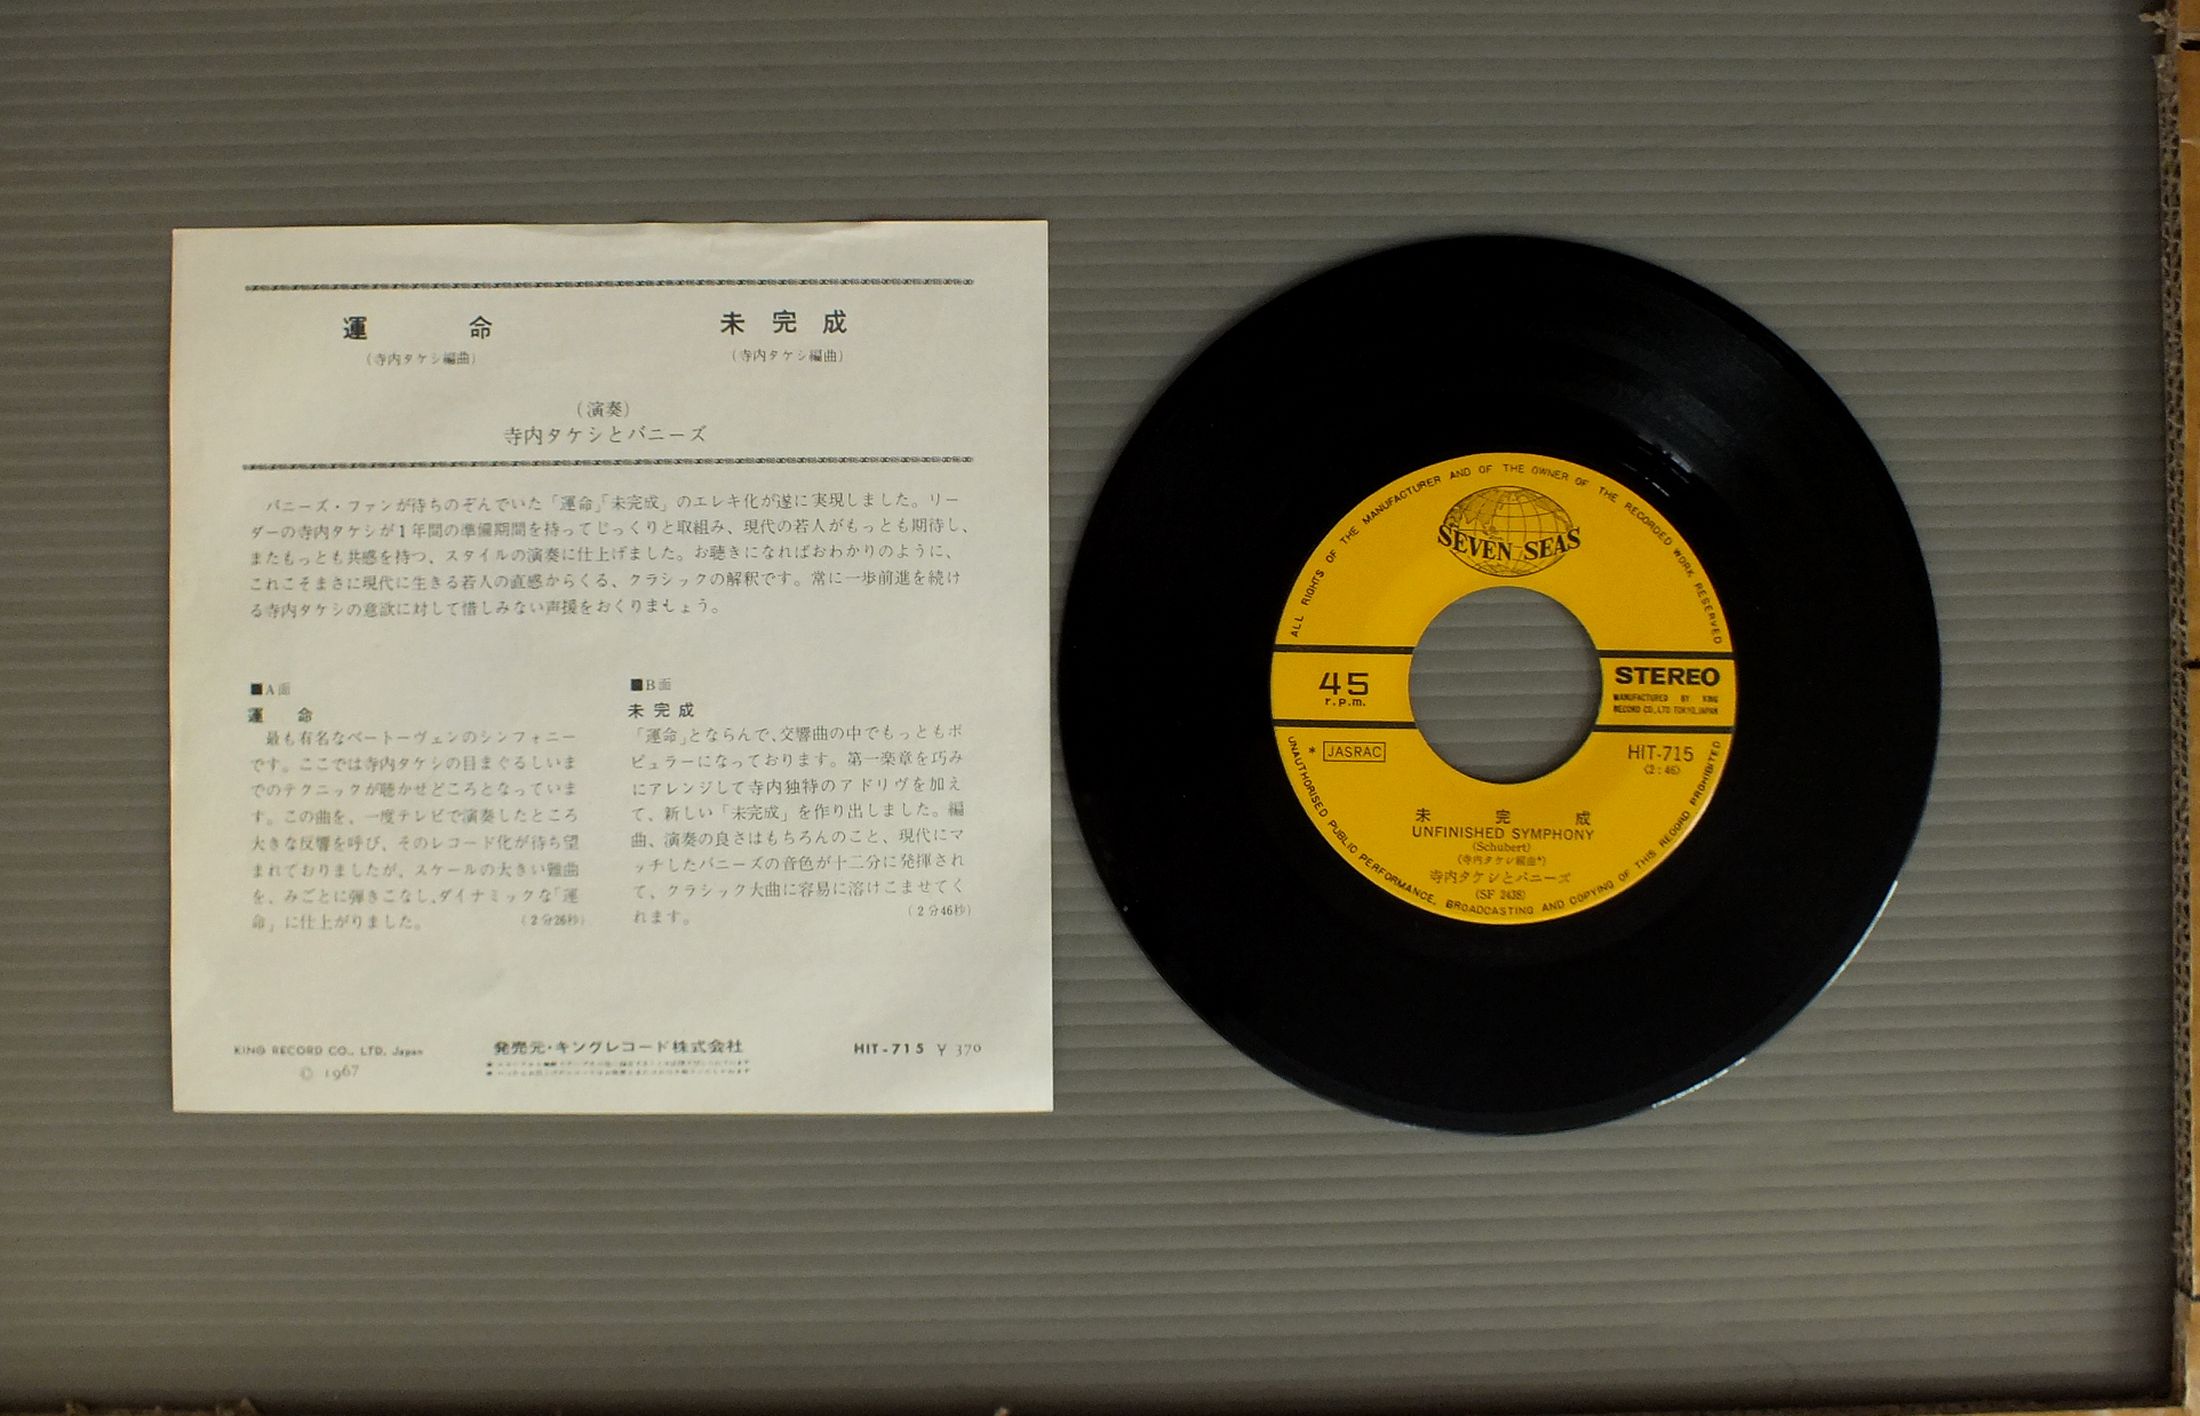 運命
(寺内タケシ編曲)
未完成
(寺内タケシ編曲)
(演奏)
寺内タケシとバニーズ
バニーズ・ファンが待ちのぞんでいた「運命」「未完成」のエレキ化が遂に実現しました。リー
ダーの寺内タケシが1年間の準備期間を持ってじっくりと取組み、現代の若人がもっとも期待し、
またもっとも共感を持つ、スタイルの演奏に仕上げました。お聴きになればおわかりのように、
これこそまさに現代に生きる若人の直感からくる、クラシックの解釈です。常に一歩前進を続け
る寺内タケシの意欲に対して惜しみない声援をおくりましょう。
■A面
運命
最も有名なベートーヴェンのシンフォニー
です。ここでは寺内タケシの目まぐるしいま
でのテクニックが聴かせどころとなっていま
す。この曲を、一度テレビで演奏したところ
大きな反響を呼び、そのレコード化が待ち望
まれておりましたが、スケールの大きい難曲
を、みごとに弾きこなし、ダイナミックな「運
命」に仕上がりました。
(2分26秒)
■B面
未完成
「運命」とならんで、交響曲の中でもっともポ
ピュラーになっております。第一楽章を巧み
にアレンジして寺内独特のアドリヴを加え
て、新しい「未完成」を作り出しました。編
曲、演奏の良さはもちろんのこと、現代にマ
ッチしたバニーズの音色が十二分に発揮され
て、クラシック大曲に容易に溶けこませてく
れます。
(2分46秒)
KING RECORD CO., LTD. Japan
© 1967
発売元・キングレコード株式会社
HIT-715 ¥370
ALL RIGHTS OF THE MANUFACTURER AND OF THE OWNER OF THE RECORDED WORK RESERVED
SEVEN SEAS
45
r.p.m.
STEREO
MANUFACTURED BY KING
RECORD CO., LTD TOKYO, JAPAN
* JASRAC
HIT-715
(2:46)
未完成
UNFINISHED SYMPHONY
(Schubert)
(寺内タケシ編曲*)
寺内タケシとバニーズ
(SF 2438)
UNAUTHORISED PUBLIC PERFORMANCE, BROADCASTING AND COPYING OF THIS RECORD PROHIBITED